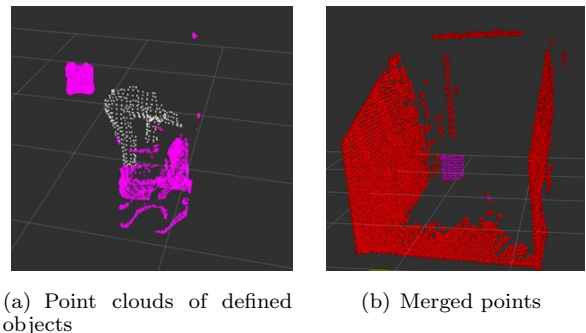 (a) Point clouds of defined
objects
(b) Merged points